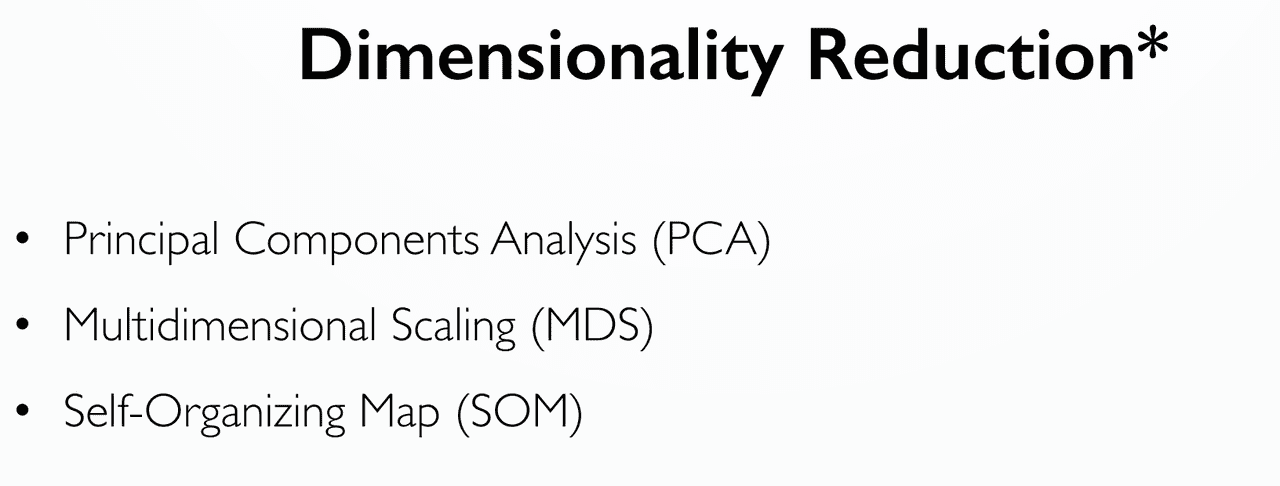 Dimensionality Reduction*
• Principal Components Analysis (PCA)
• Multidimensional Scaling (MDS)
• Self-Organizing Map (SOM)